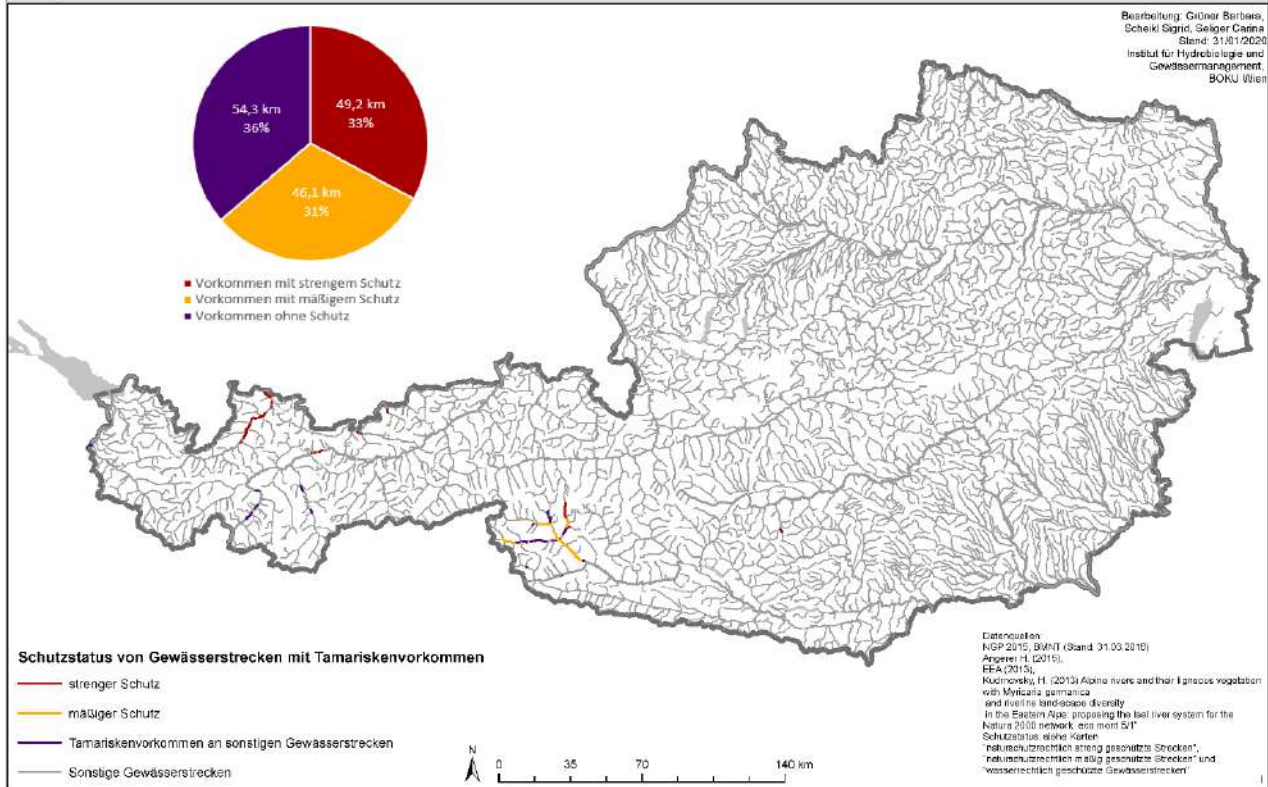 Bearbeitung: Grüner Barbara,
Scheikl Sigrid, Seliger Carina
Stand: 31/01/2020
Institut für Hydrobiologie und
Gewässermanagement,
BOKU Wien
54,3 km
36%
49,2 km
33%
46,1 km
31%
Vorkommen mit strengem Schutz
Vorkommen mit mäßigem Schutz
Vorkommen ohne Schutz
Schutzstatus von Gewässerstrecken mit Tamariskenvorkommen
strenger Schutz
mäßiger Schutz
Tamariskenvorkommen an sonstigen Gewässerstrecken
Sonstige Gewässerstrecken
N
0 35 70 140 km
Datenquellen:
NGP 2015, BMNT (Stand: 31.03.2016)
Angerer H. (2015),
EEA (2013),
Kudrnovsky, H. (2013) Alpine rivers and their ligneous vegetation
with Myricaria germanica
and riverine landscape diversity
in the Eastern Alps: proposing the Isel river system for the
Natura 2000 network. eco.mont 5/1"
Schutzstatus: siehe Karten
"naturschutzrechtlich streng geschützte Strecken",
"naturschutzrechtlich mäßig geschützte Strecken" und
"wasserrechtlich geschützte Gewässerstrecken"